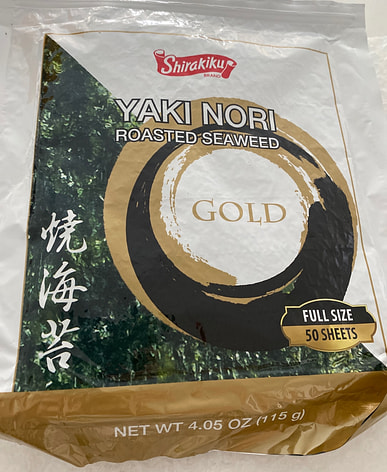 Shirakiku
BRAND
YAKI NORI
ROASTED SEAWEED
GOLD
焼海苔
FULL SIZE
50 SHEETS
NET WT 4.05 OZ (115 g)